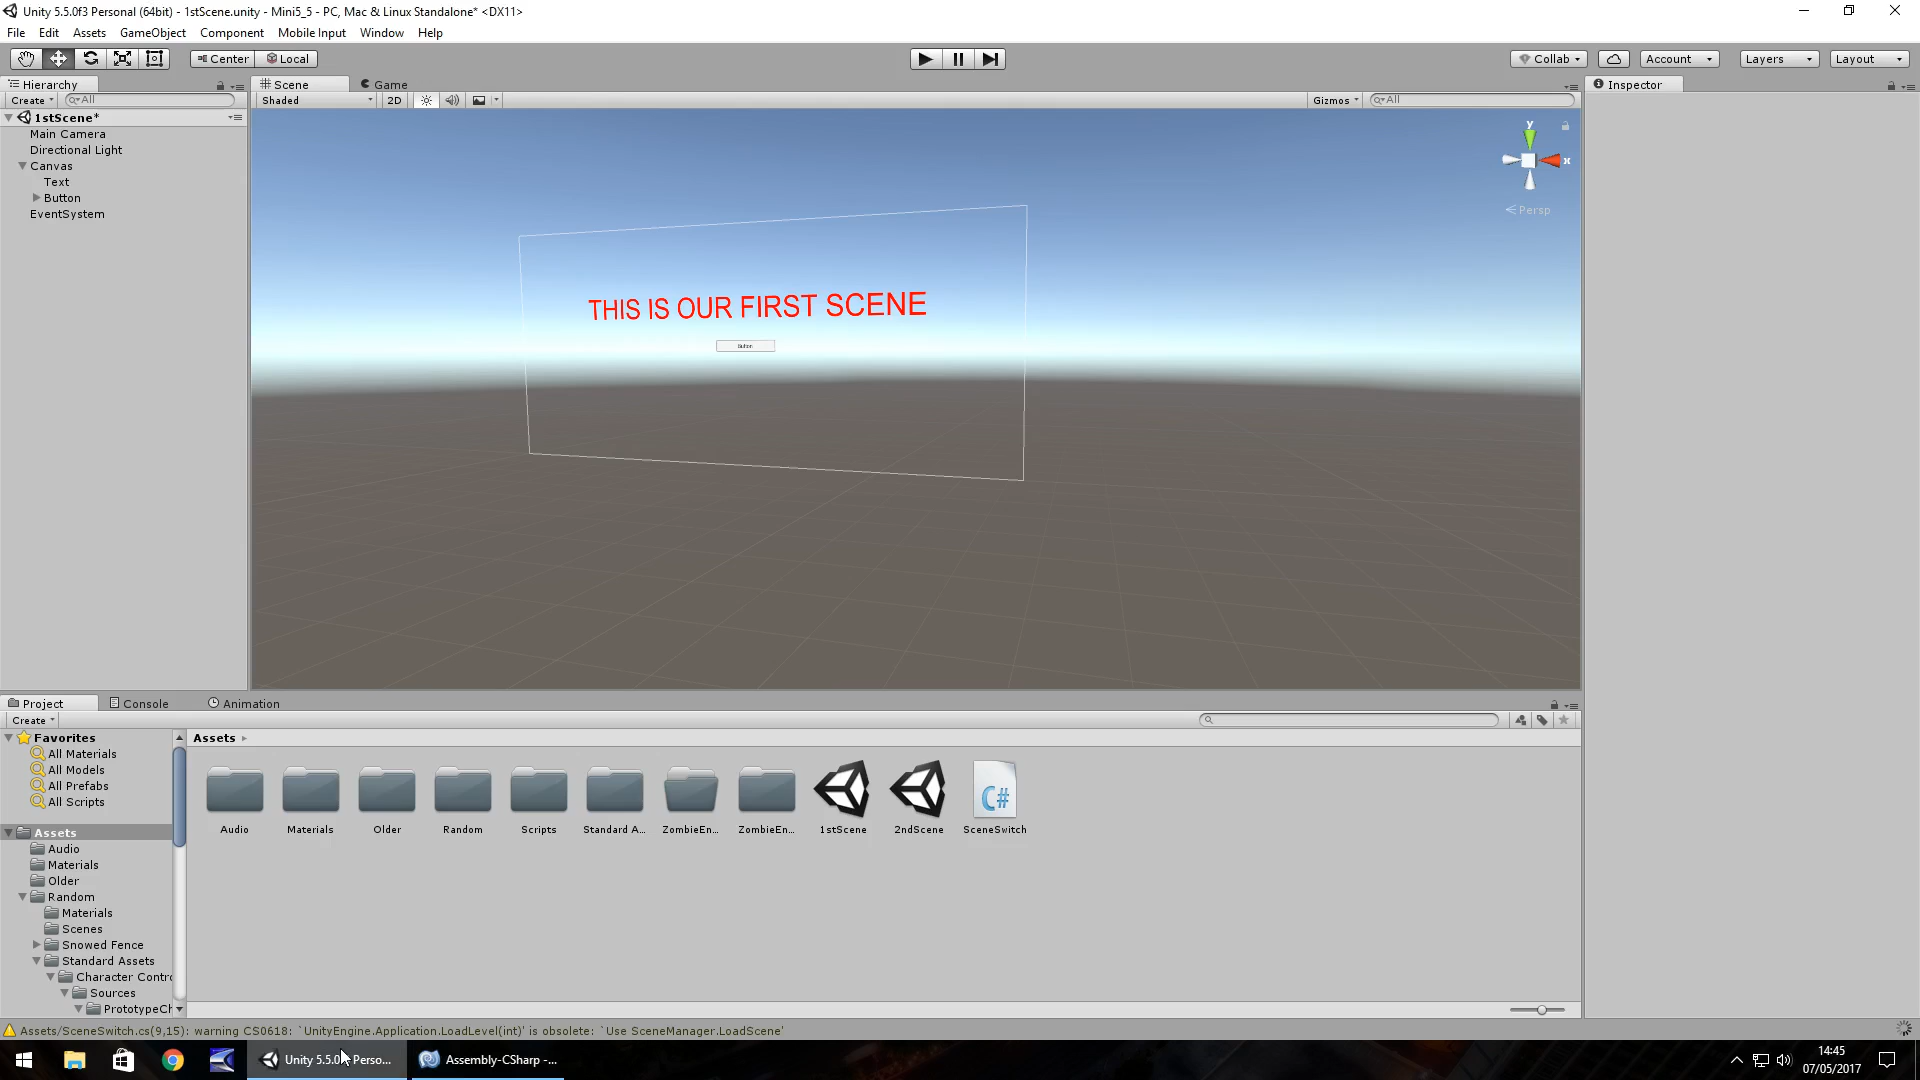 Unity 5.5.0f3 Personal (64bit) - 1stScene.unity - Mini5_5 - PC, Mac & Linux Standalone* <DX11>
File Edit Assets GameObject Component Mobile Input Window Help
Center Local Collab Account Layers Layout
Hierarchy Scene Game Inspector
Create All Shaded 2D Gizmos All
1stScene*
Main Camera
Directional Light
Canvas
Text
Button
EventSystem
y
x
Persp
THIS IS OUR FIRST SCENE
Button
Project Console Animation
Create
Favorites
All Materials
All Models
All Prefabs
All Scripts
Assets
Audio
Materials
Older
Random
Materials
Scenes
Snowed Fence
Standard Assets
Character Contro
Sources
PrototypeCh
Assets
Audio Materials Older Random Scripts Standard A... ZombieEn... ZombieEn... 1stScene 2ndScene SceneSwitch
C#
Assets/SceneSwitch.cs(9,15): warning CS0618: `UnityEngine.Application.LoadLevel(int)' is obsolete: `Use SceneManager.LoadScene'
Unity 5.5.0 Perso... Assembly-CSharp -...
14:45
07/05/2017